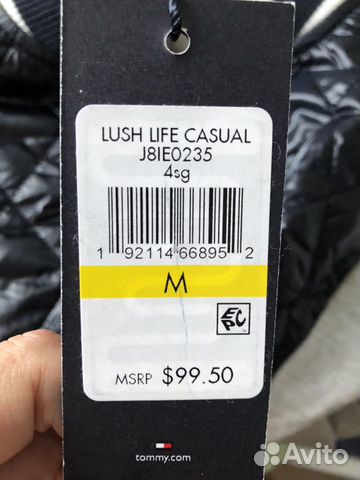 LUSH LIFE CASUAL
J8IE0235
4sg
1 92114 66895 2
M
EPC
MSRP $99.50
tommy.com
Avito